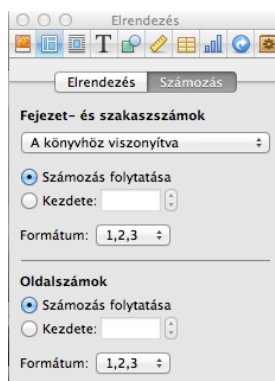 Elrendezés
T
Elrendezés Számozás
Fejezet- és szakaszszámok
A könyvhöz viszonyítva
Számozás folytatása
Kezdete:
Formátum: 1,2,3
Oldalszámok
Számozás folytatása
Kezdete:
Formátum: 1,2,3